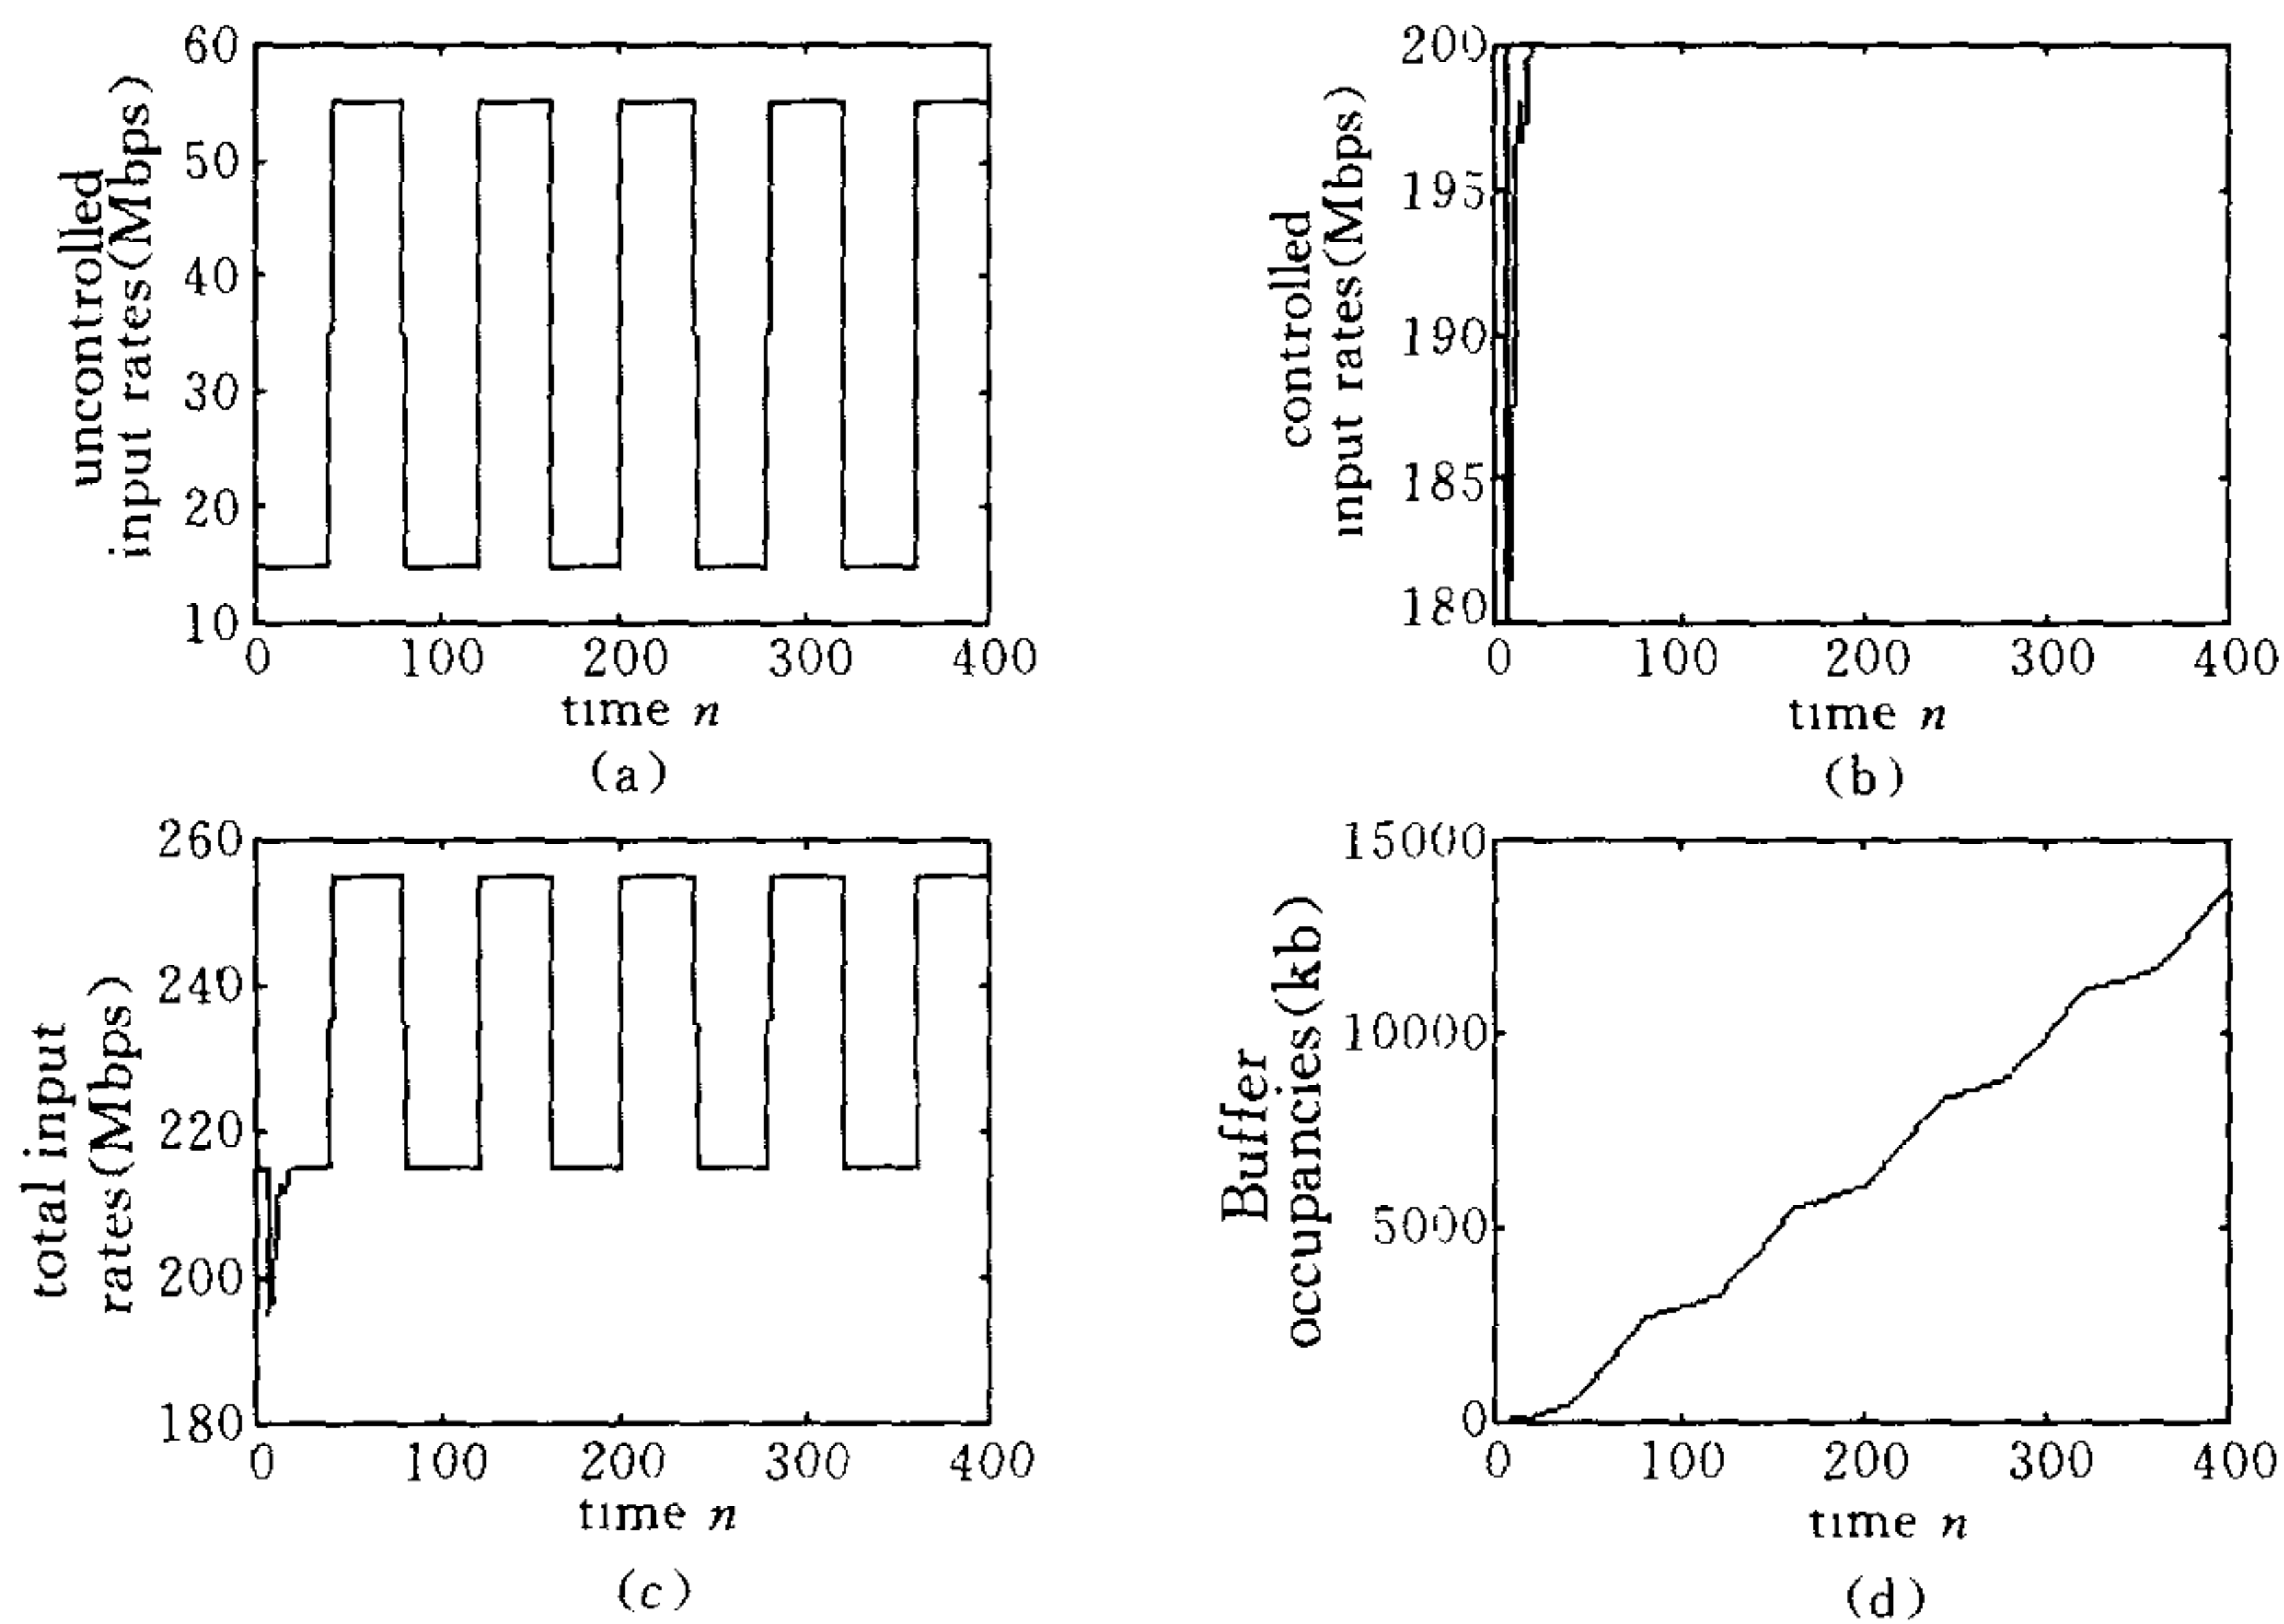 60
50
40
30
20
10
0 100 200 300 400
uncontrolled
input rates(Mbps)
time n
(a)
200
195
190
185
180
0 100 200 300 400
controlled
input rates(Mbps)
time n
(b)
260
240
220
200
180
0 100 200 300 400
total input
rates(Mbps)
time n
(c)
15000
10000
5000
0
0 100 200 300 400
Buffer
occupancies(kb)
time n
(d)